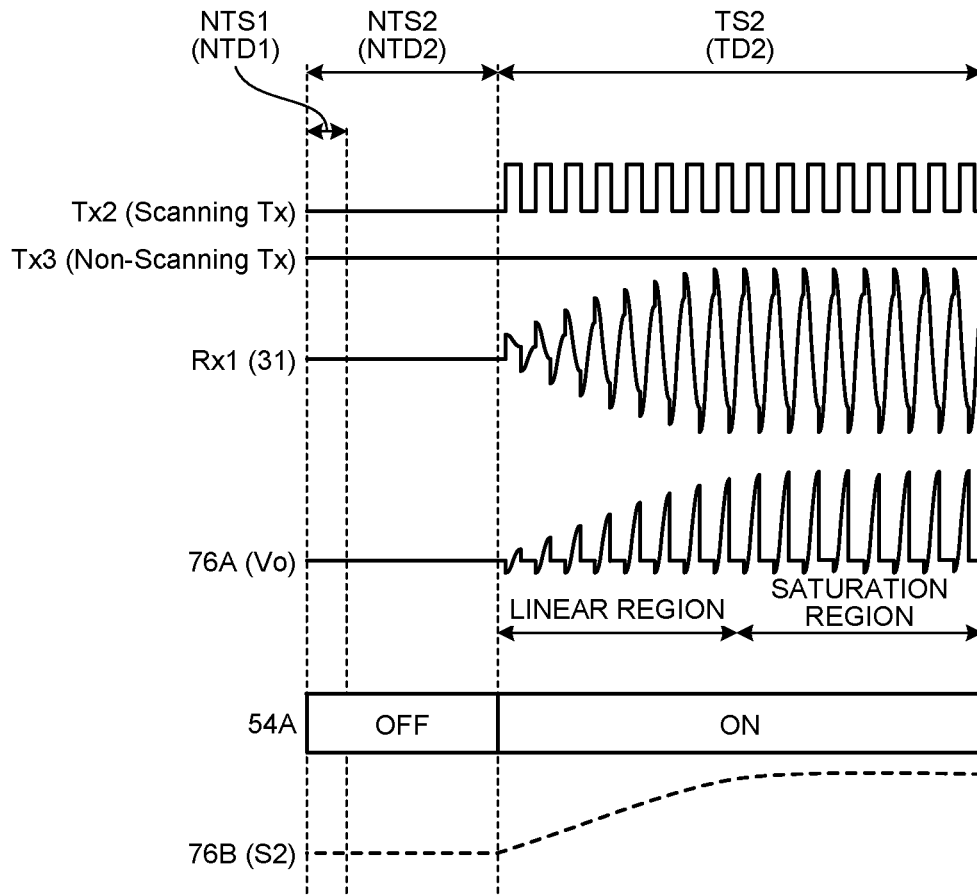 NTS1
(NTD1)
NTS2
(NTD2)
TS2
(TD2)
Tx2 (Scanning Tx)
Tx3 (Non-Scanning Tx)
Rx1 (31)
76A (Vo)
LINEAR REGION
SATURATION
REGION
54A
OFF
ON
76B (S2)